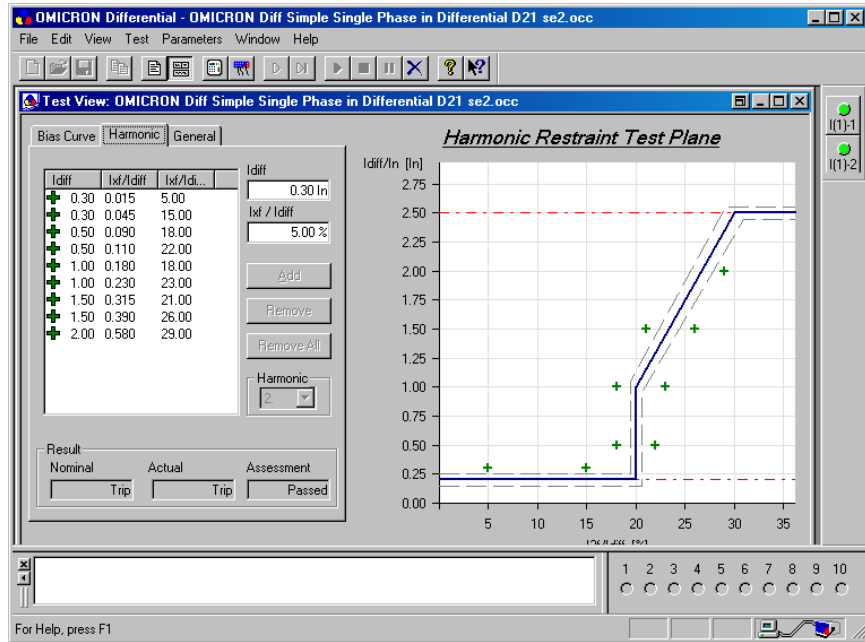 OMICRON Differential - OMICRON Diff Simple Single Phase in Differential D21 se2.occ
File Edit View Test Parameters Window Help
Test View: OMICRON Diff Simple Single Phase in Differential D21 se2.occ
Bias Curve Harmonic General
Idiff Ixf/Idiff Ixf/Idi...
0.30 0.015 5.00
0.30 0.045 15.00
0.50 0.090 18.00
0.50 0.110 22.00
1.00 0.180 18.00
1.00 0.230 23.00
1.50 0.315 21.00
1.50 0.390 26.00
2.00 0.580 29.00
Idiff
0.30 In
Ixf / Idiff
5.00 %
Add
Remove
Remove All
Harmonic
2.
Result
Nominal Actual Assessment
Trip Trip Passed
Harmonic Restraint Test Plane
Idiff/In [In]
2.75
2.50
2.25
2.00
1.75
1.50
1.25
1.00
0.75
0.50
0.25
0.00
5 10 15 20 25 30 35
I(1)-1
I(1)-2
1 2 3 4 5 6 7 8 9 10
For Help, press F1